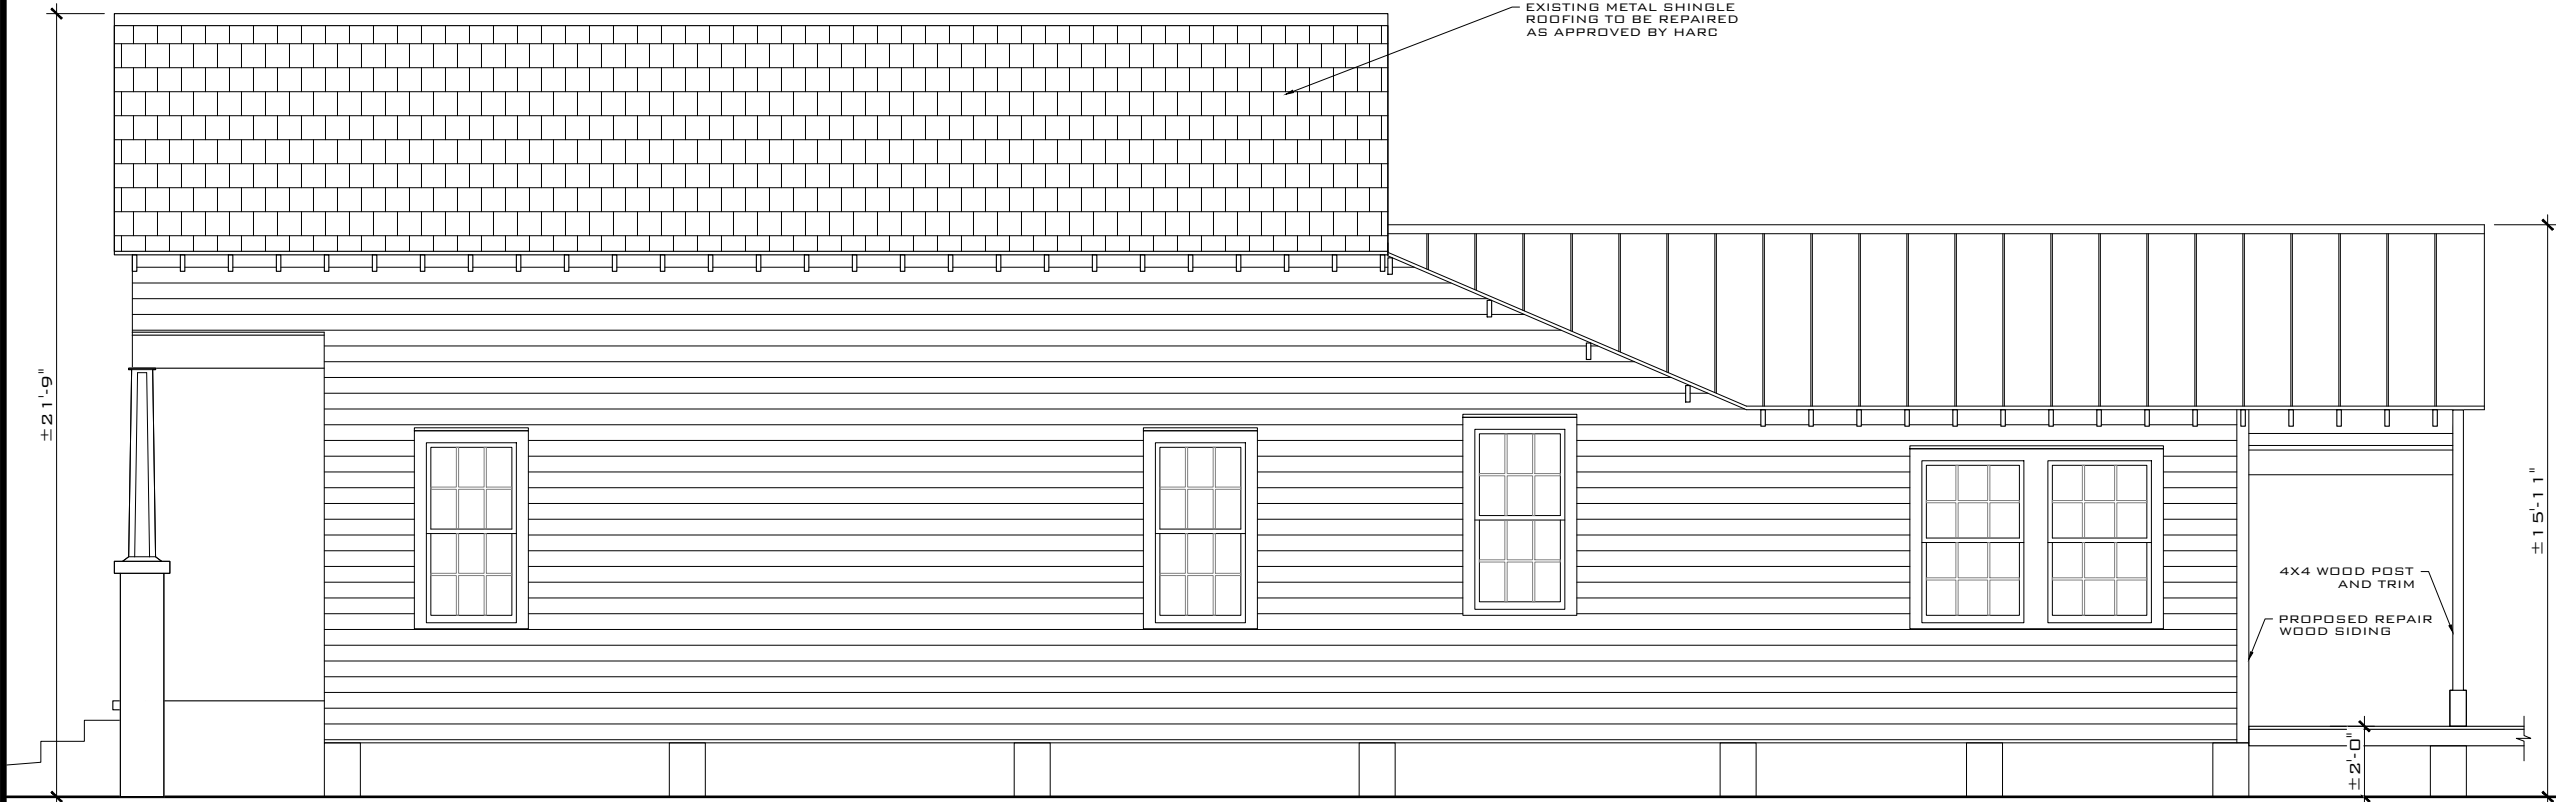 EXISTING METAL SHINGLE
ROOFING TO BE REPAIRED
AS APPROVED BY HARC
±21'-9"
±15'-11"
4X4 WOOD POST
AND TRIM
PROPOSED REPAIR
WOOD SIDING
±2'-0"